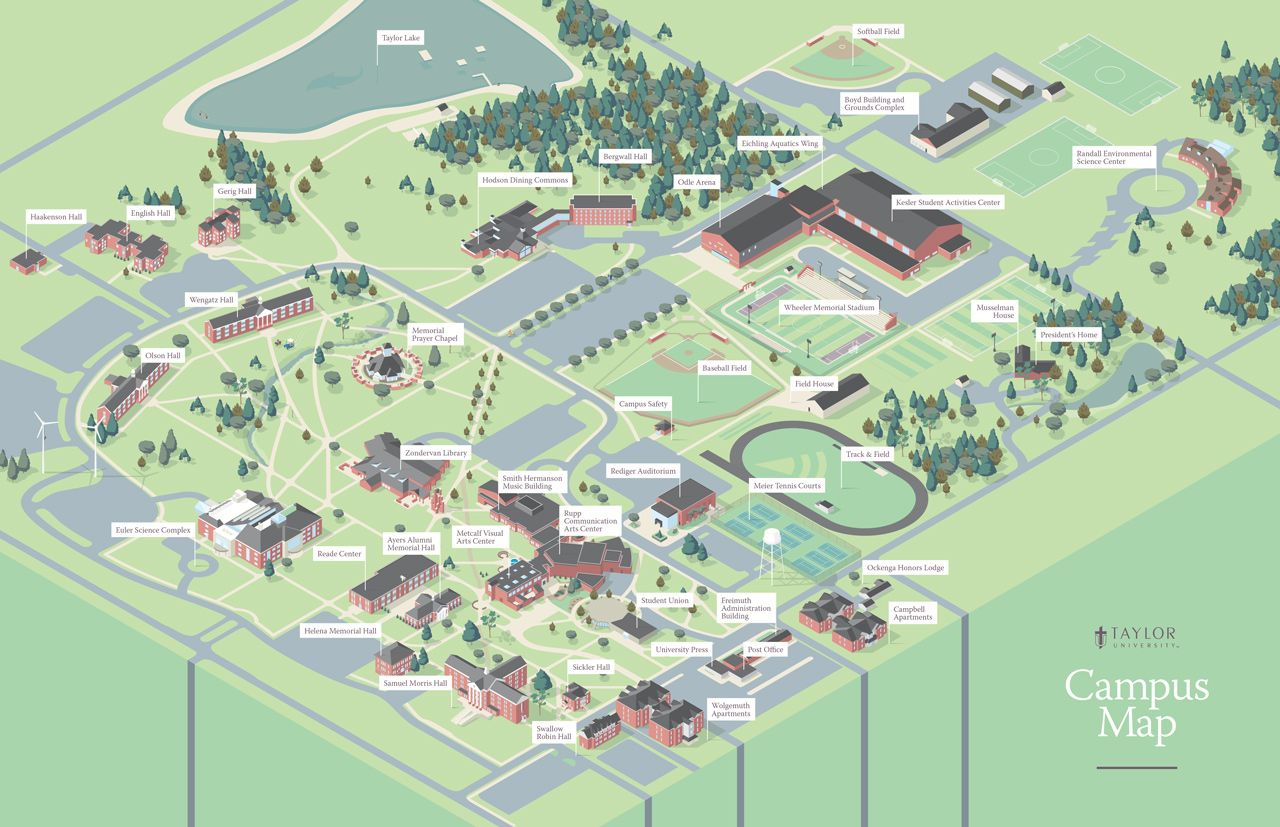 Taylor Lake
Softball Field
Boyd Building and
Grounds Complex
Eichling Aquatics Wing
Bergwall Hall
Randall Environmental
Science Center
Hodson Dining Commons
Odle Arena
Gerig Hall
Kesler Student Activities Center
Haakenson Hall
English Hall
Wengatz Hall
Wheeler Memorial Stadium
Musselman
House
Memorial
Prayer Chapel
President's Home
Olson Hall
Baseball Field
Field House
Campus Safety
Zondervan Library
Track & Field
Rediger Auditorium
Smith Hermanson
Music Building
Meier Tennis Courts
Rupp
Communication
Arts Center
Euler Science Complex
Metcalf Visual
Arts Center
Ayers Alumni
Memorial Hall
Reade Center
Ockenga Honors Lodge
Student Union
Freimuth
Administration
Building
Campbell
Apartments
Helena Memorial Hall
University Press
Post Office
Sickler Hall
Samuel Morris Hall
Wolgemuth
Apartments
Swallow
Robin Hall
TAYLOR
UNIVERSITY
Campus
Map